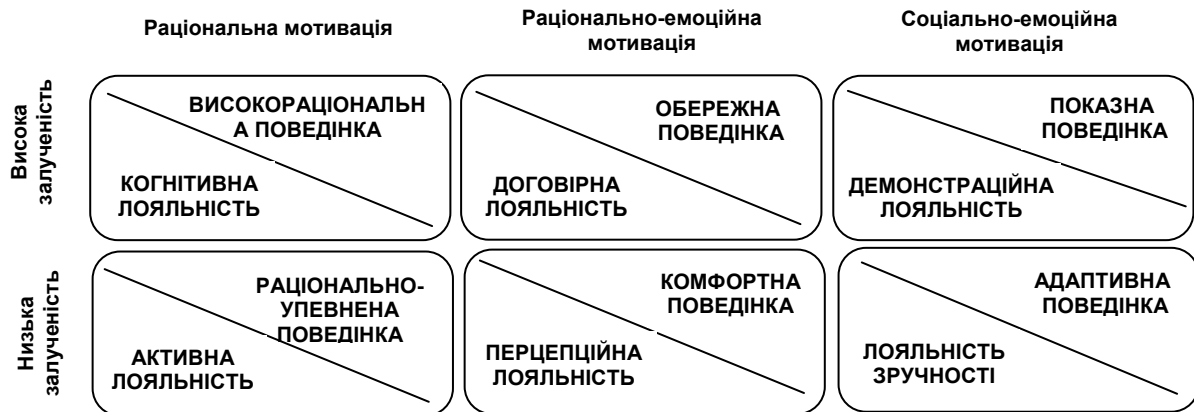 Раціональна мотивація
Раціонально-емоційна
мотивація
Соціально-емоційна
мотивація
Висока
залученість
ВИСОКОРАЦІОНАЛЬН
А ПОВЕДІНКА
КОГНІТИВНА
ЛОЯЛЬНІСТЬ
ОБЕРЕЖНА
ПОВЕДІНКА
ДОГОВІРНА
ЛОЯЛЬНІСТЬ
ПОКАЗНА
ПОВЕДІНКА
ДЕМОНСТРАЦІЙНА
ЛОЯЛЬНІСТЬ
Низька
залученість
РАЦІОНАЛЬНО-
УПЕВНЕНА
ПОВЕДІНКА
АКТИВНА
ЛОЯЛЬНІСТЬ
КОМФОРТНА
ПОВЕДІНКА
ПЕРЦЕПЦІЙНА
ЛОЯЛЬНІСТЬ
АДАПТИВНА
ПОВЕДІНКА
ЛОЯЛЬНІСТЬ
ЗРУЧНОСТІ